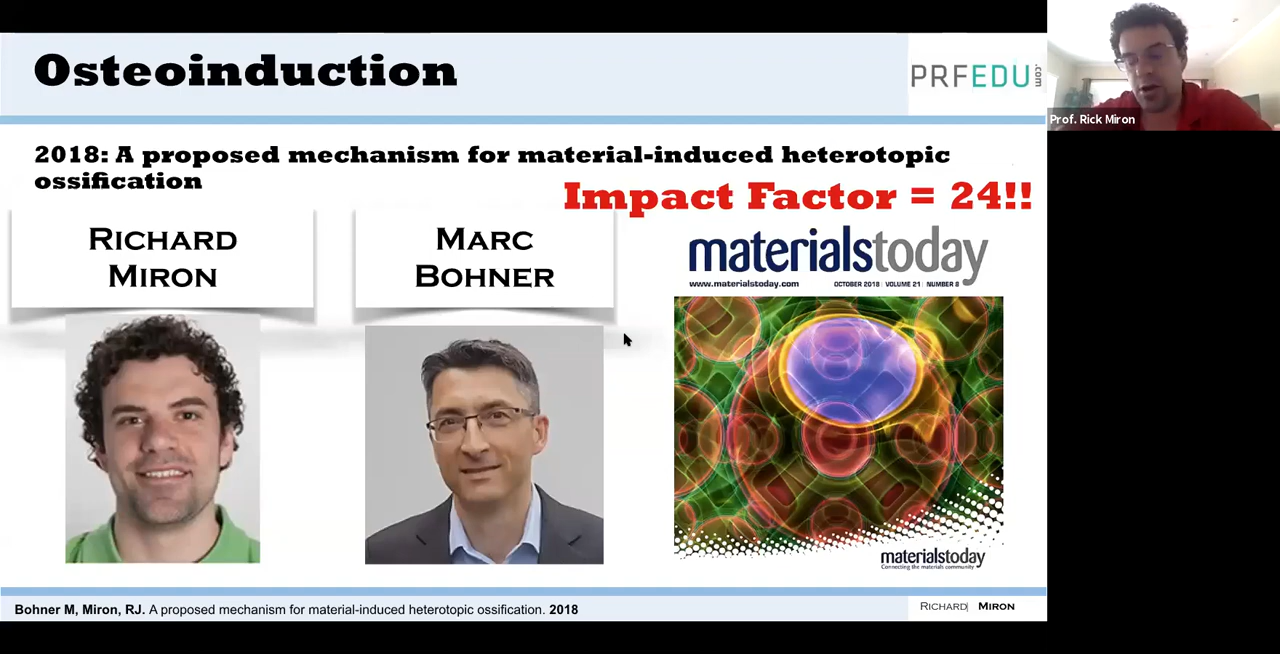 Osteoinduction
PRFEDU.com
Prof. Rick Miron
2018: A proposed mechanism for material-induced heterotopic
ossification
Impact Factor = 24!!
RICHARD
MIRON
MARC
BOHNER
materialstoday
www.materialstoday.com OCTOBER 2018 | VOLUME 21 | NUMBER 8
materialstoday
Connecting the materials community
Bohner M, Miron, RJ. A proposed mechanism for material-induced heterotopic ossification. 2018
RICHARD| MIRON